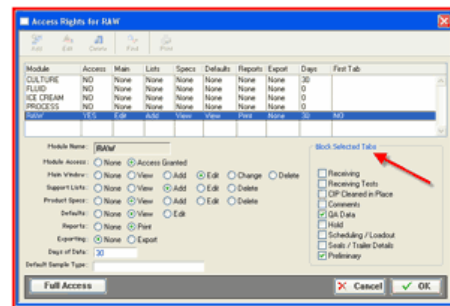 Access Rights for RAW
Add Edit Delete Find Print
Module Access Main Lists Specs Defaults Reports Export Days First Tab
CULTURE NO None None None None None None 30
FLUID NO None None None None None None 0
ICE CREAM NO None None None None None None 0
PROCESS NO None None None None None None 0
RAW YES Edit Add View View Print None 30 MO
Module Name: RAW
Module Access: None Access Granted
Main Window: None View Add Edit Change Delete
Support Lists: None View Add Edit Delete
Product Specs: None View Add Edit Delete
Defaults: None View Edit
Reports: None Print
Exporting: None Export
Days of Data: 30
Default Sample Type:
Block Selected Tabs
Receiving
Receiving Tests
CIP Cleaned in Place
Comments
QA Data
Hold
Scheduling / Loadout
Seals / Trailer Details
Preliminary
Full Access
Cancel
OK